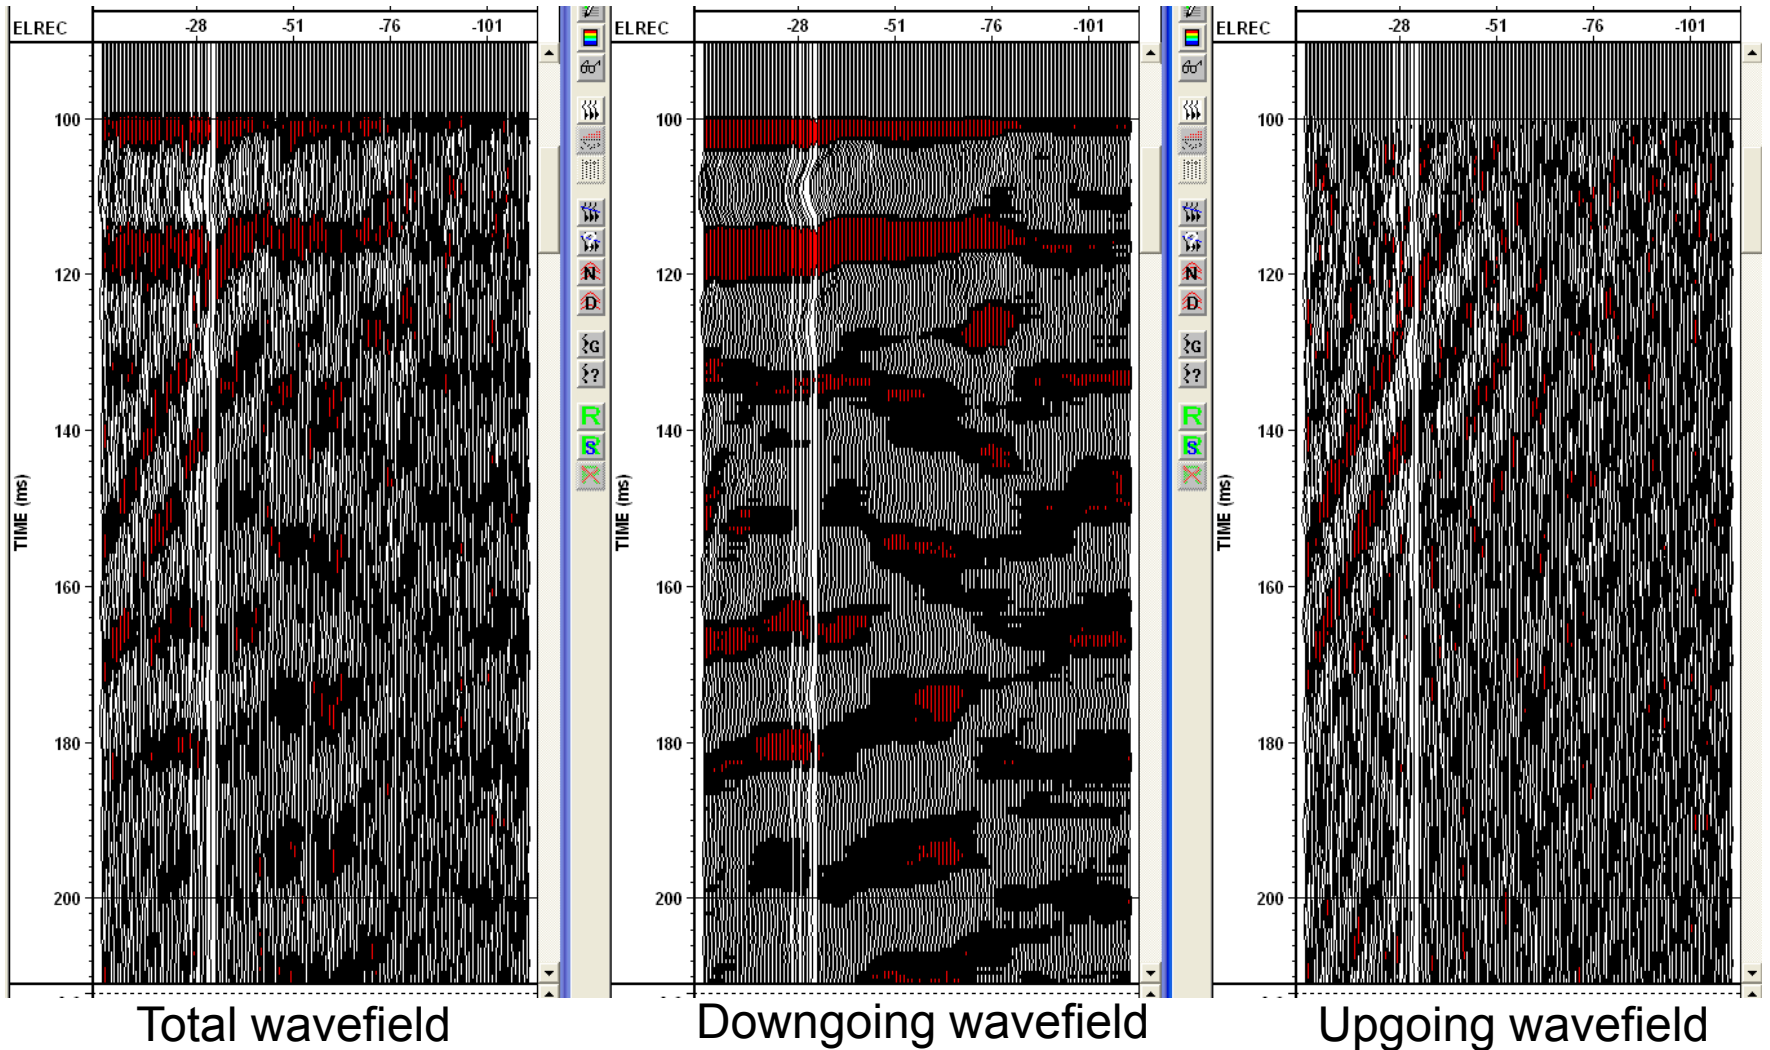 ELREC -28 -51 -76 -101
100
120
140
160
180
200
TIME (ms)
Total wavefield
N
D
G
?
R
S
ELREC -28 -51 -76 -101
100
120
140
160
180
200
TIME (ms)
Downgoing wavefield
N
D
G
?
R
S
ELREC -28 -51 -76 -101
100
120
140
160
180
200
TIME (ms)
Upgoing wavefield